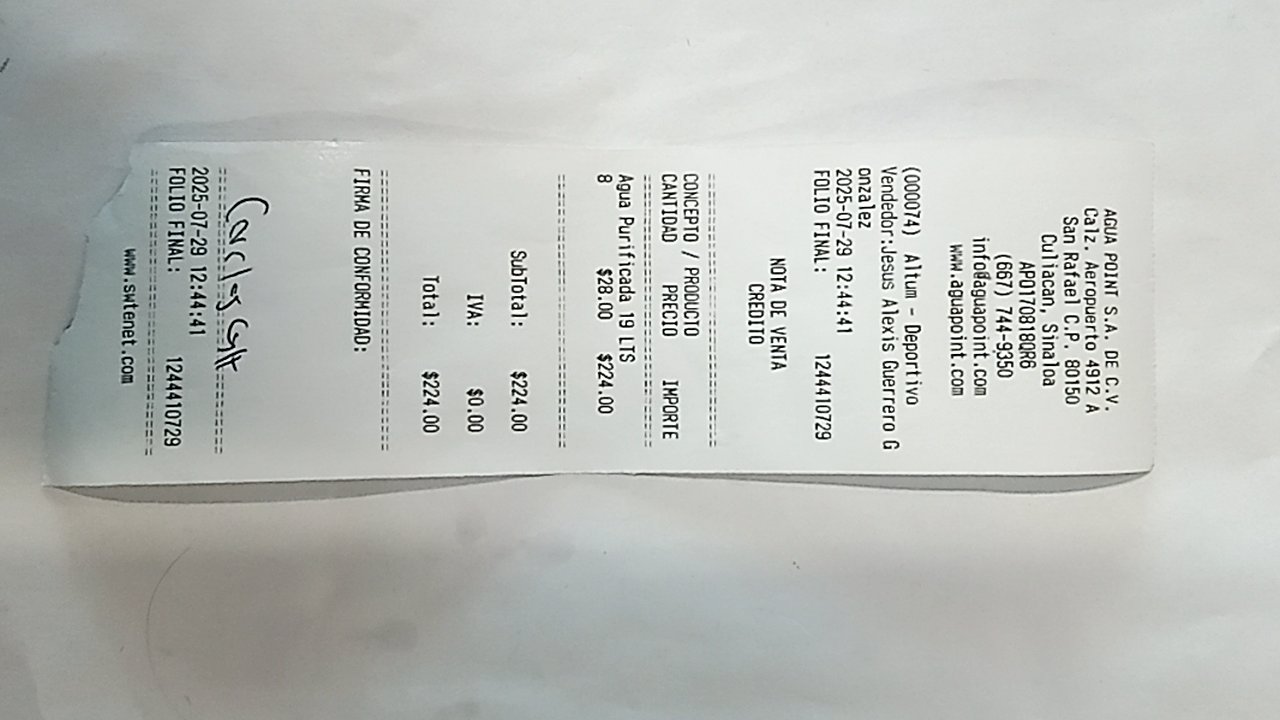 AGUA POINT S.A. DE C.V.
Calz. Aeropuerto 4912 A
San Rafael C.P. 80150
Culiacan, Sinaloa
APO170818QR6
(667) 744-9350
info@aguapoint.com
www.aguapoint.com
(000074) Altum - Deportivo
Vendedor:Jesus Alexis Guerrero G
onzalez
2025-07-29 12:44:41
FOLIO FINAL: 1244410729
NOTA DE VENTA
CREDITO
================================
CONCEPTO / PRODUCTO
CANTIDAD PRECIO IMPORTE
================================
Agua Purificada 19 LTS
8 $28.00 $224.00
================================
SubTotal: $224.00
IVA: $0.00
Total: $224.00
================================
FIRMA DE CONFORMIDAD:
Carlos
================================
2025-07-29 12:44:41
FOLIO FINAL: 1244410729
================================
www.swtenet.com